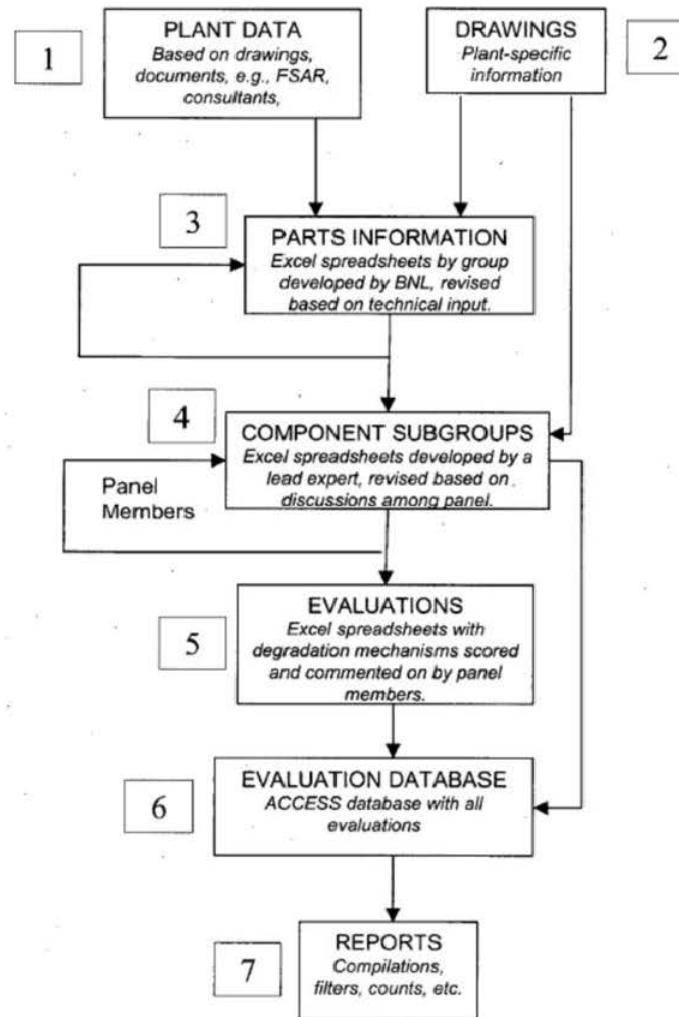 1
PLANT DATA
Based on drawings,
documents, e.g., FSAR,
consultants,
DRAWINGS
Plant-specific
information
2
3
PARTS INFORMATION
Excel spreadsheets by group
developed by BNL, revised
based on technical input.
4
COMPONENT SUBGROUPS
Excel spreadsheets developed by a
lead expert, revised based on
discussions among panel.
Panel
Members
5
EVALUATIONS
Excel spreadsheets with
degradation mechanisms scored
and commented on by panel
members.
6
EVALUATION DATABASE
ACCESS database with all
evaluations
7
REPORTS
Compilations,
filters, counts, etc.